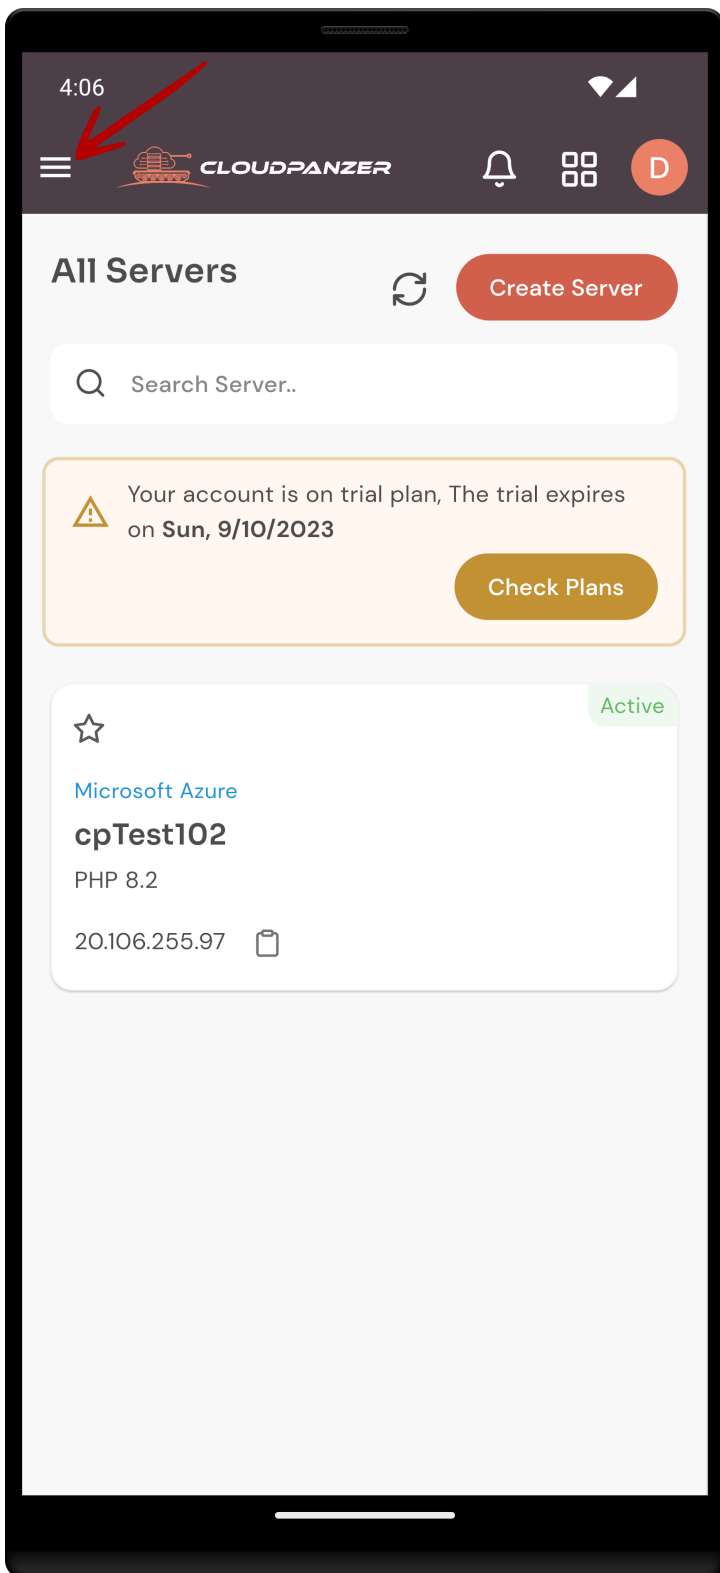 4:06
CLOUDPANZER
D
All Servers
Create Server
Search Server..
Your account is on trial plan, The trial expires
on Sun, 9/10/2023
Check Plans
Active
Microsoft Azure
cpTest102
PHP 8.2
20.106.255.97